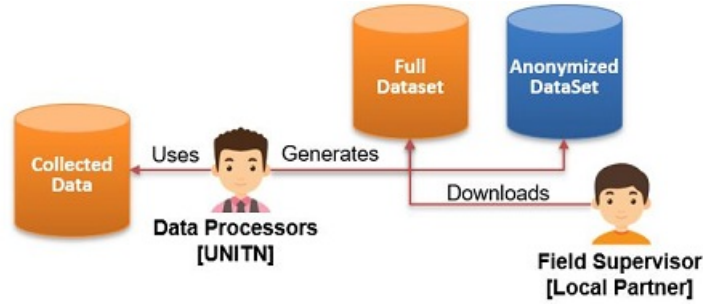 Full
Dataset
Anonymized
DataSet
Collected
Data
Uses
Generates
Downloads
Data Processors
[UNITN]
Field Supervisor
[Local Partner]